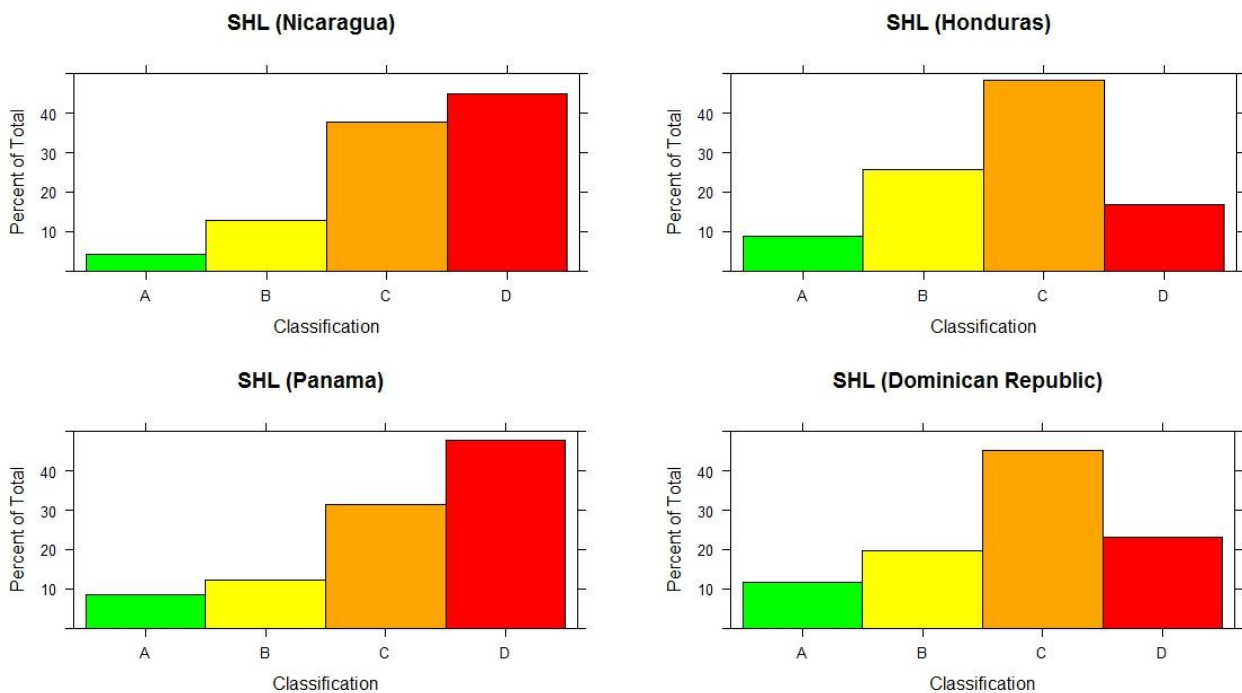 SHL (Nicaragua)
Percent of Total
40
30
20
10
A B C D
Classification
SHL (Honduras)
Percent of Total
40
30
20
10
A B C D
Classification
SHL (Panama)
Percent of Total
40
30
20
10
A B C D
Classification
SHL (Dominican Republic)
Percent of Total
40
30
20
10
A B C D
Classification